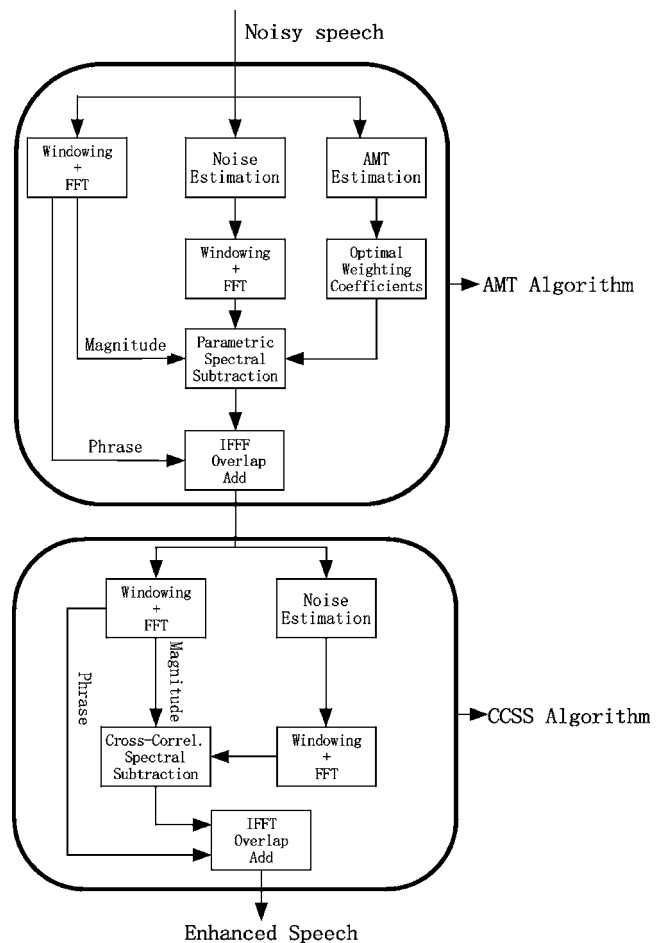 Noisy speech
Windowing
+
FFT
Noise
Estimation
AMT
Estimation
Windowing
+
FFT
Optimal
Weighting
Coefficients
AMT Algorithm
Magnitude
Parametric
Spectral
Subtraction
Phrase
IFFF
Overlap
Add
Windowing
+
FFT
Noise
Estimation
Phrase
Magnitude
Cross-Correl.
Spectral
Subtraction
Windowing
+
FFT
CCSS Algorithm
IFFT
Overlap
Add
Enhanced Speech